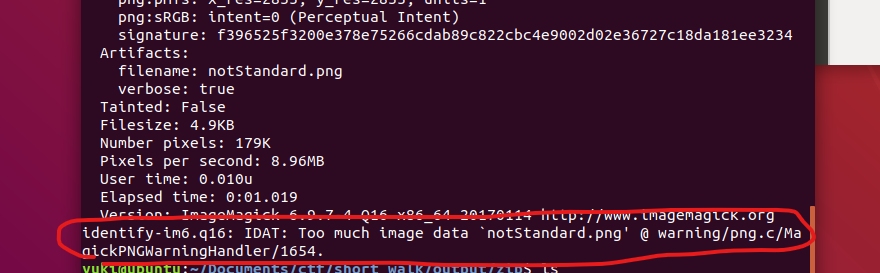 png:pHYs: x_res=2835, y_res=2835, units=1
png:sRGB: intent=0 (Perceptual Intent)
signature: f396525f3200e378e75266cdab89c822cbc4e9002d02e36727c18da181ee3234
Artifacts:
filename: notStandard.png
verbose: true
Tainted: False
Filesize: 4.9KB
Number pixels: 179K
Pixels per second: 8.96MB
User time: 0.010u
Elapsed time: 0:01.019
Version: ImageMagick 6.9.7-4 Q16 x86_64 20170114 http://www.imagemagick.org
identify-im6.q16: IDAT: Too much image data `notStandard.png' @ warning/png.c/Ma
gickPNGWarningHandler/1654.
yuki@ubuntu:~/Documents/ctf/short_walk/output/zip$ ls